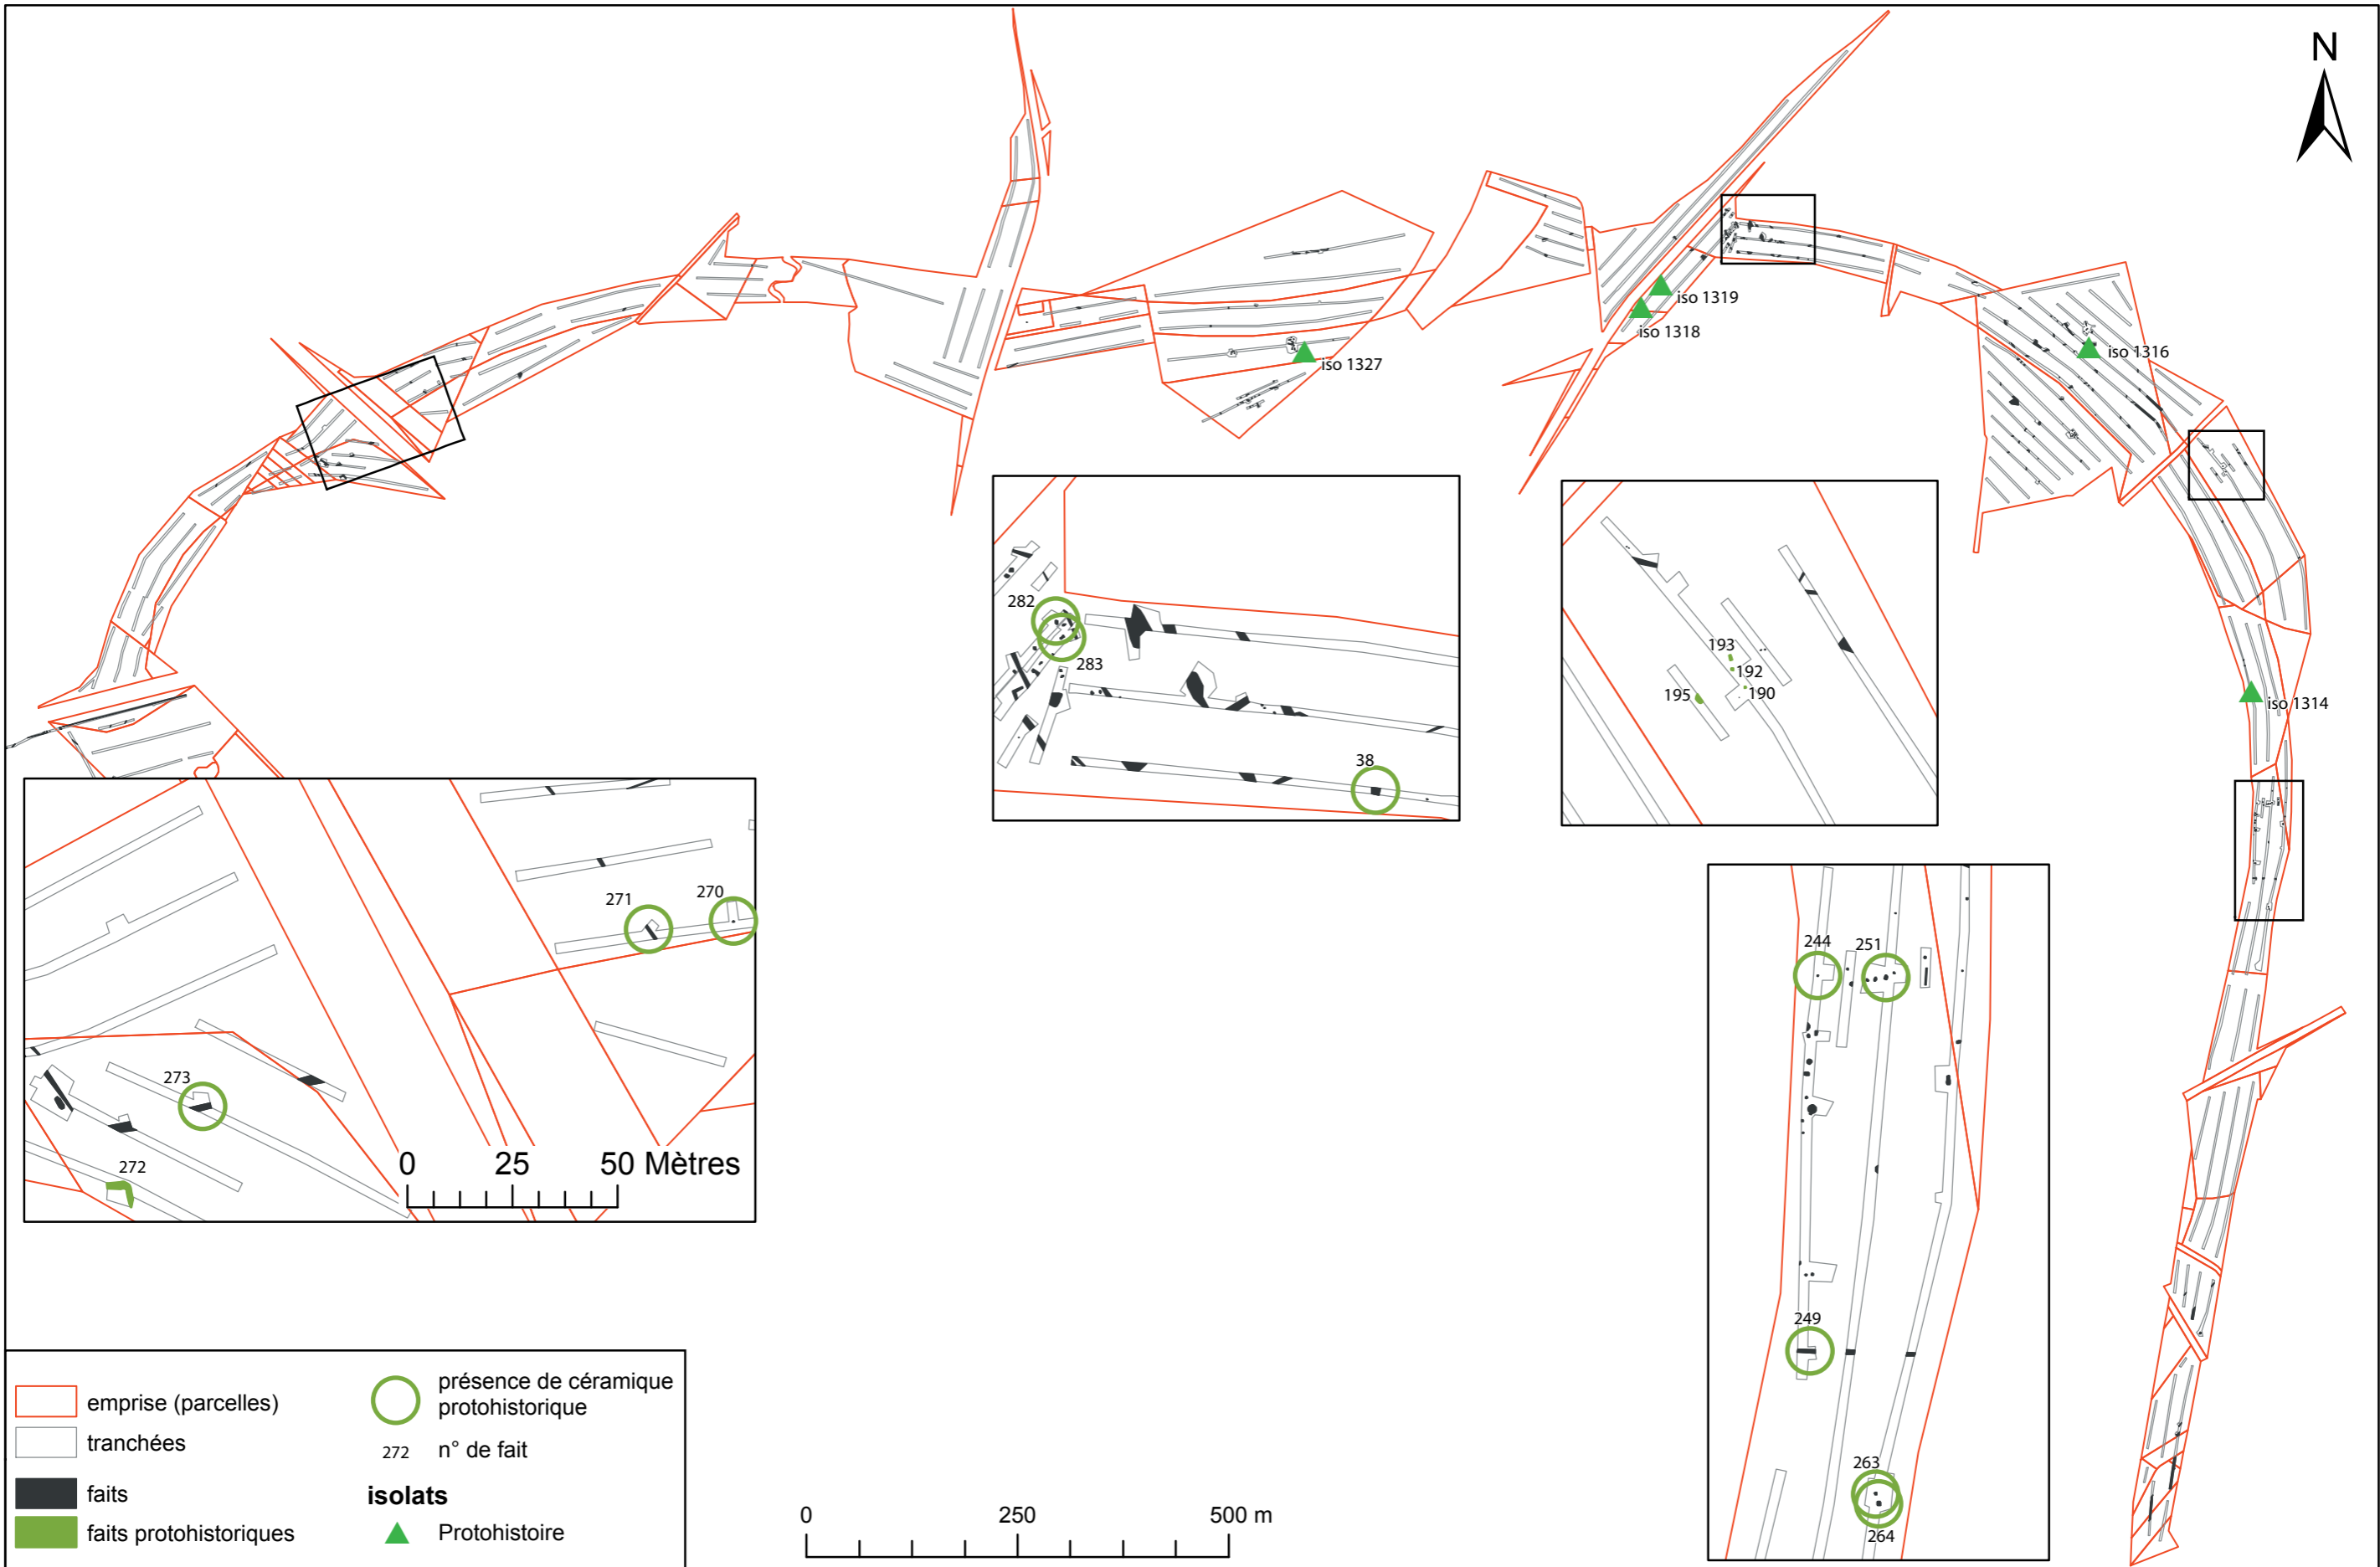 N
iso 1319
iso 1318
iso 1327
iso 1316
iso 1314
282
283
38
193
192
190
195
271
270
273
272
0 25 50 Mètres
244
251
249
263
264
emprise (parcelles)
tranchées
faits
faits protohistoriques
présence de céramique
protohistorique
272 n° de fait
isolats
Protohistoire
0 250 500 m